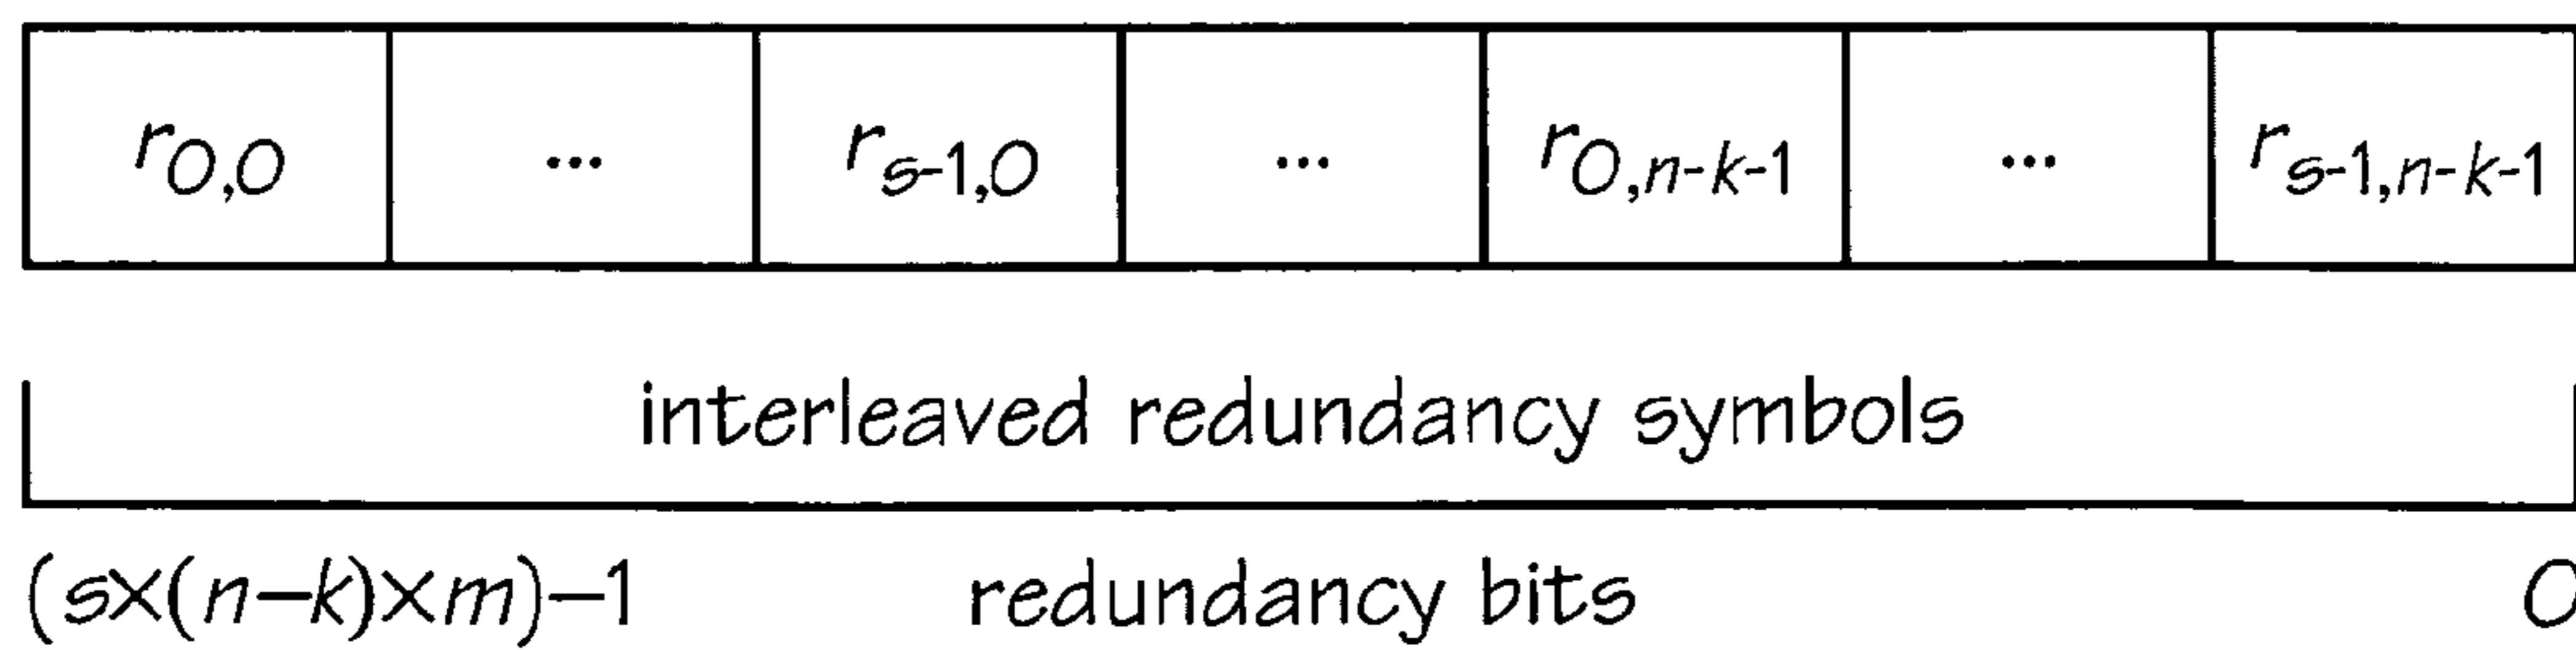 r0,0 ... rs-1,0 ... r0,n-k-1 ... rs-1,n-k-1
interleaved redundancy symbols
(s×(n−k)×m)−1 redundancy bits 0